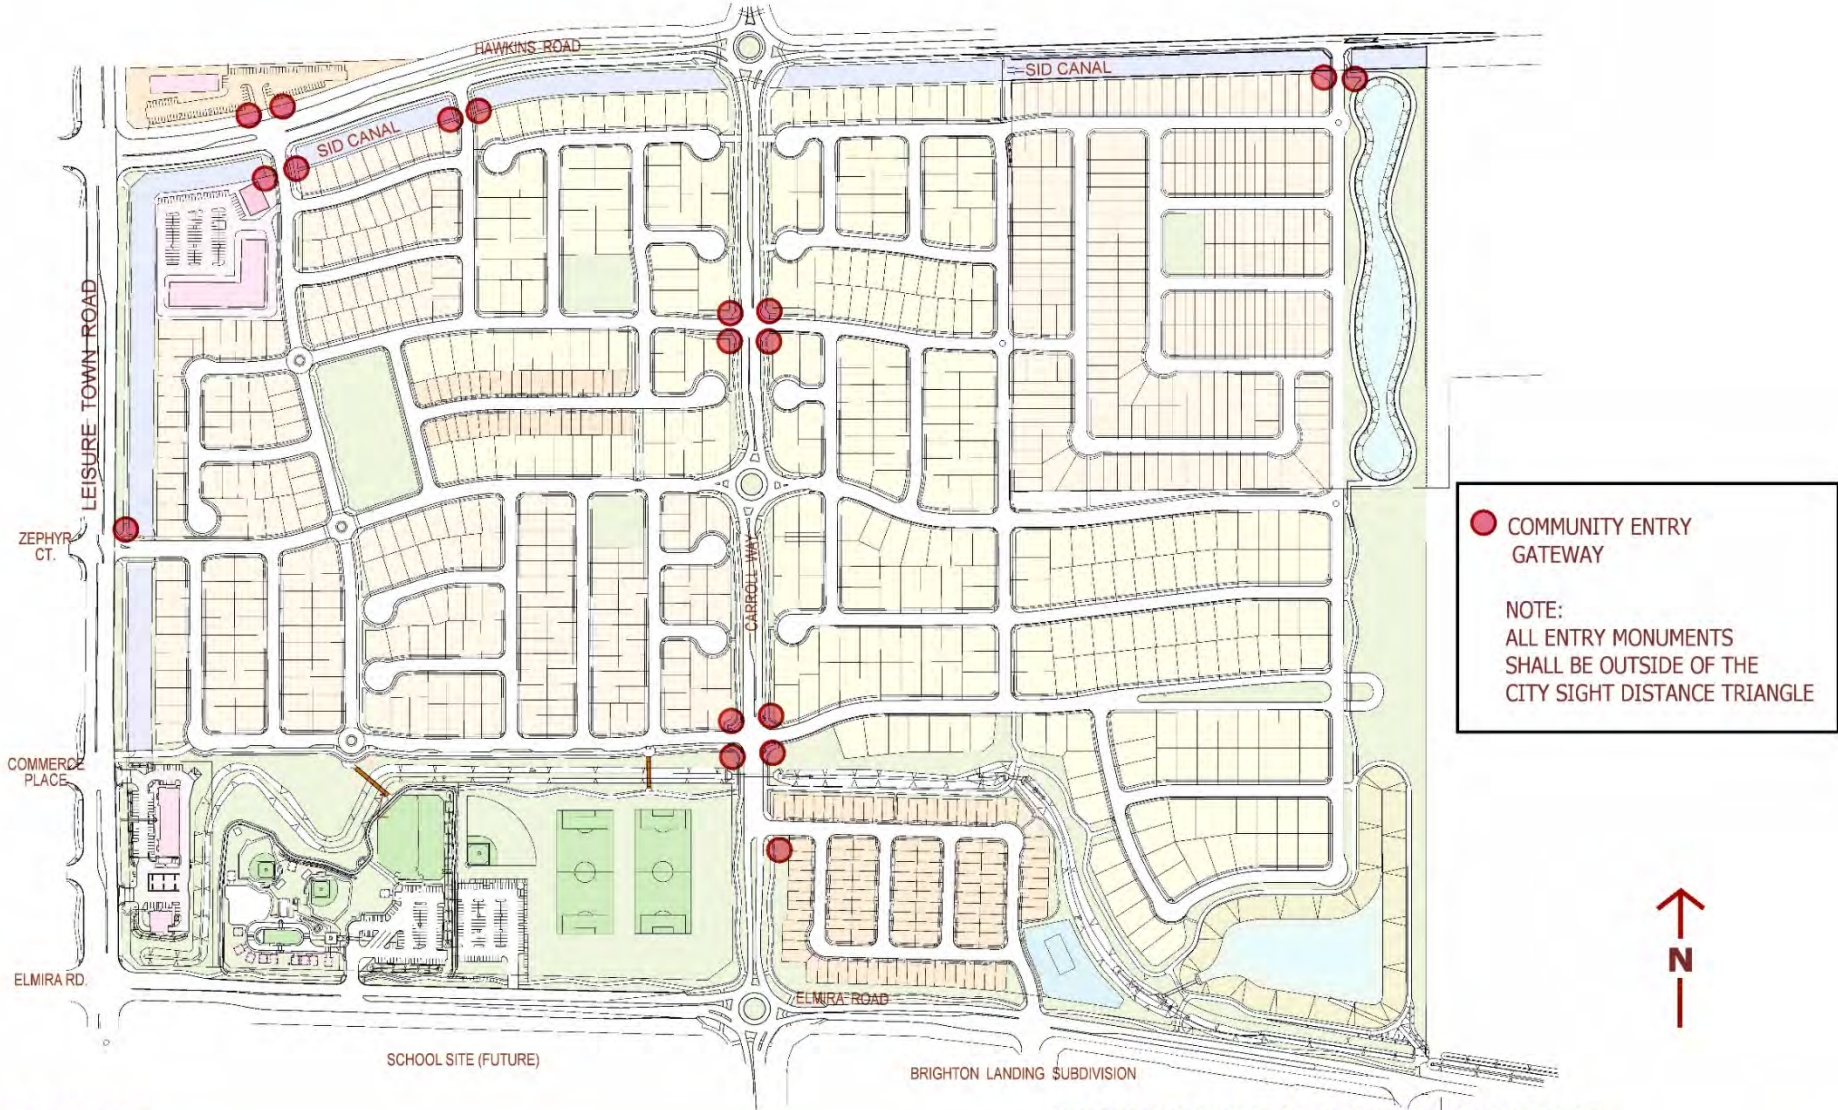 HAWKINS ROAD
SID CANAL
SID CANAL
LEISURE TOWN ROAD
COMMUNITY ENTRY
GATEWAY
ZEPHYR
CT.
CARROLL WAY
NOTE:
ALL ENTRY MONUMENTS
SHALL BE OUTSIDE OF THE
CITY SIGHT DISTANCE TRIANGLE
COMMERCE
PLACE
N
ELMIRA RD.
ELMIRA ROAD
SCHOOL SITE (FUTURE)
BRIGHTON LANDING SUBDIVISION